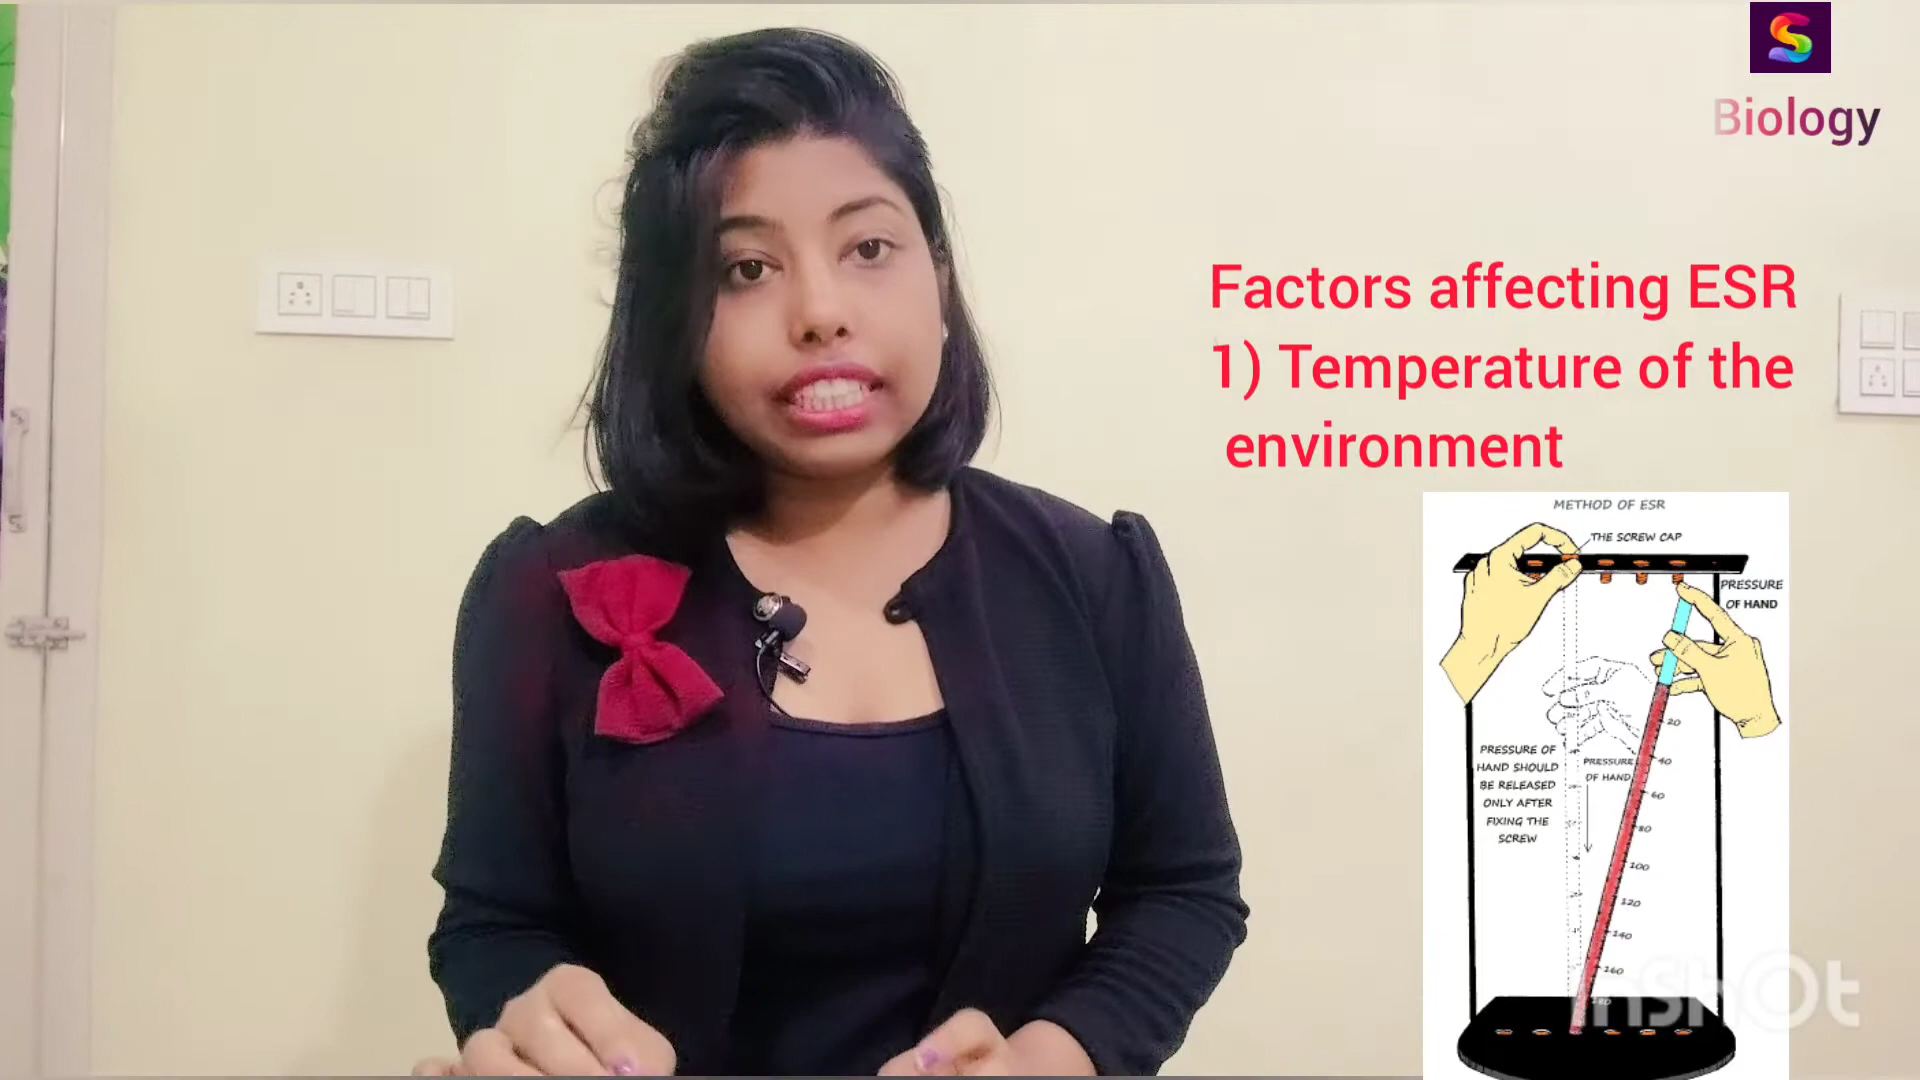 S
Biology
Factors affecting ESR
1) Temperature of the
environment
METHOD OF ESR
THE SCREW CAP
PRESSURE
OF HAND
PRESSURE OF
HAND SHOULD
BE RELEASED
ONLY AFTER
FIXING THE
SCREW
PRESSURE
OF HAND
20
40
60
80
100
120
140
160
180
InShOt